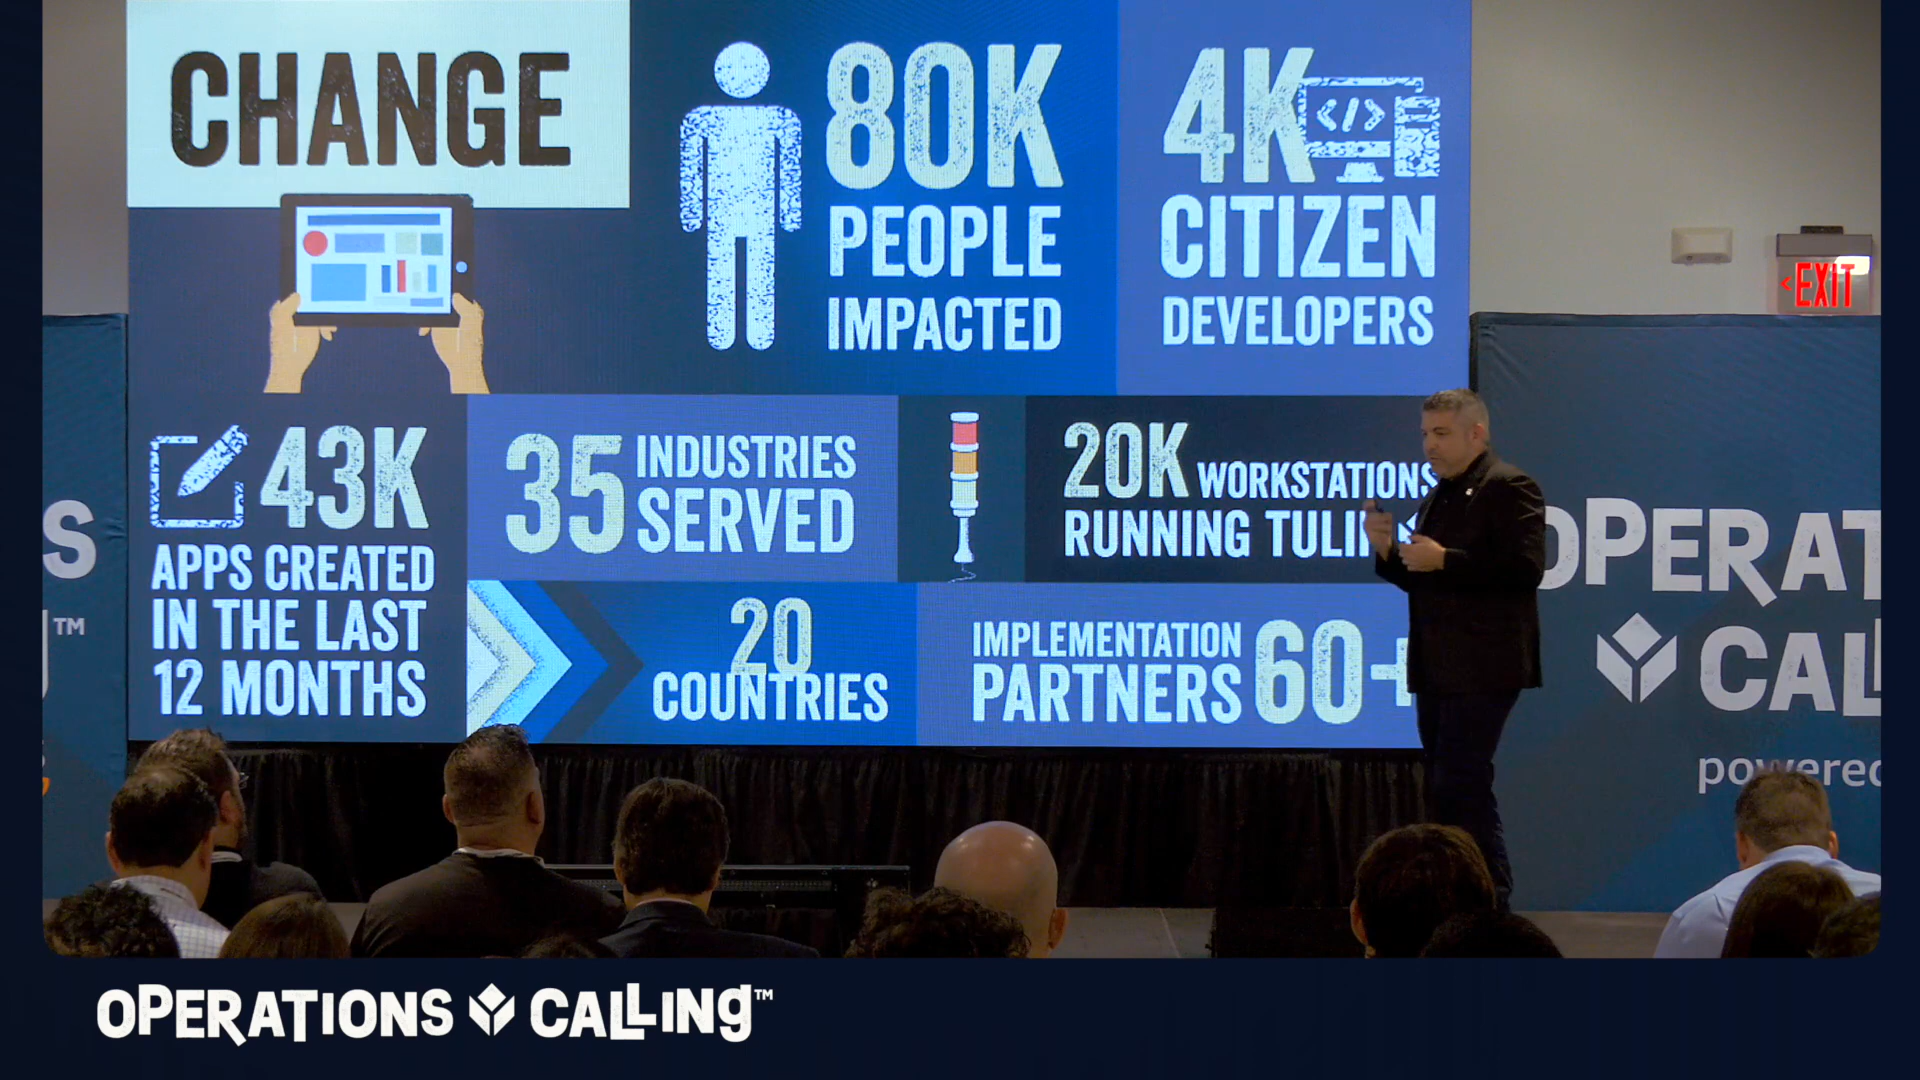 CHANGE
80K
PEOPLE
IMPACTED
4K
</>
CITIZEN
DEVELOPERS
43K
APPS CREATED
IN THE LAST
12 MONTHS
35 INDUSTRIES
SERVED
20K WORKSTATIONS
RUNNING
20
COUNTRIES
IMPLEMENTATION
PARTNERS 60+
EXIT
S
™
OPERAT
CAL
powered
OPERATIONS CALLING™